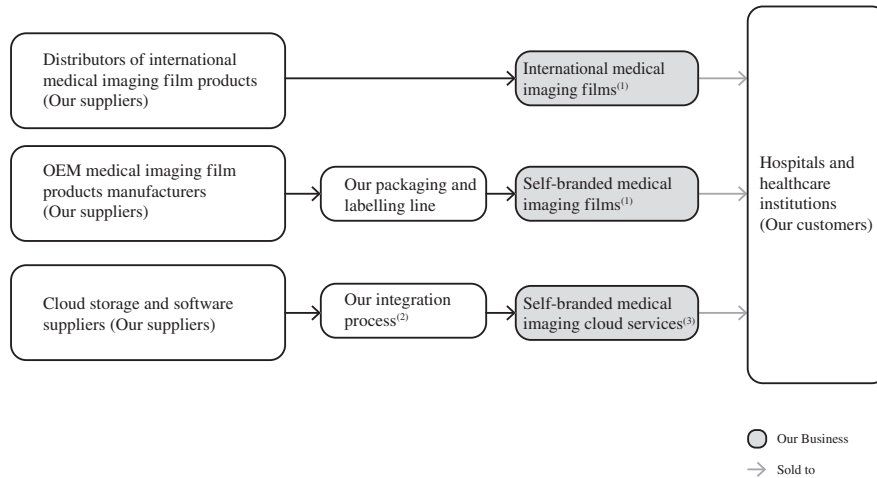 Distributors of international
medical imaging film products
(Our suppliers)
International medical
imaging films(1)
OEM medical imaging film
products manufacturers
(Our suppliers)
Our packaging and
labelling line
Self-branded medical
imaging films(1)
Cloud storage and software
suppliers (Our suppliers)
Our integration
process(2)
Self-branded medical
imaging cloud services(3)
Hospitals and
healthcare
institutions
(Our customers)
Our Business
Sold to